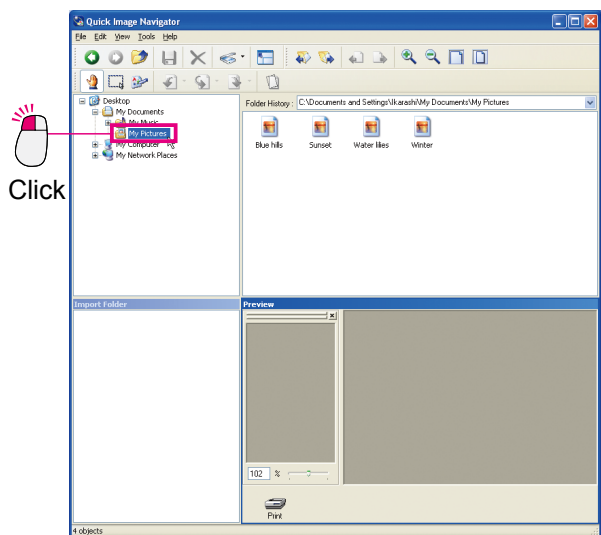 Quick Image Navigator
File Edit View Tools Help
Desktop
My Documents
My Music
My Pictures
My Computer
My Network Places
Click
Folder History : C:\Documents and Settings\Ikarashi\My Documents\My Pictures
Blue hills Sunset Water lilies Winter
Import Folder
Preview
102 %
Print
4 objects